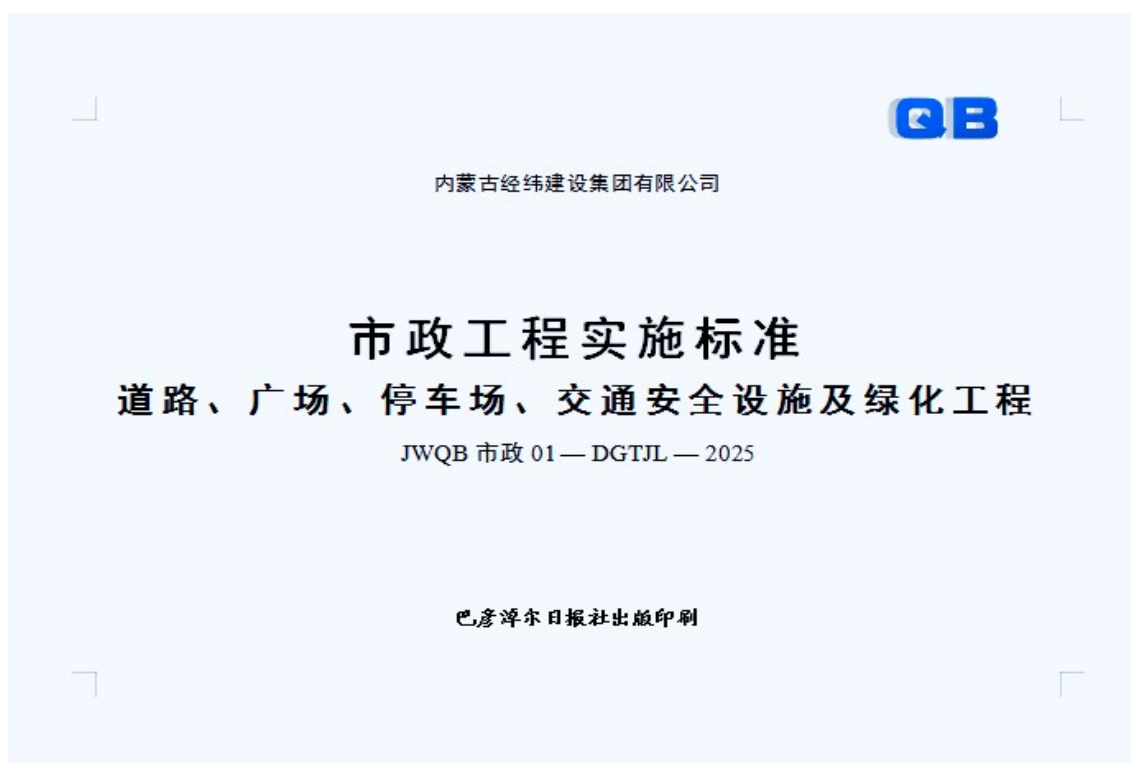 QB
内蒙古经纬建设集团有限公司
市政工程实施标准
道路、广场、停车场、交通安全设施及绿化工程
JWQB 市政 01 — DGTJL — 2025
巴彦淖尔日报社出版印刷